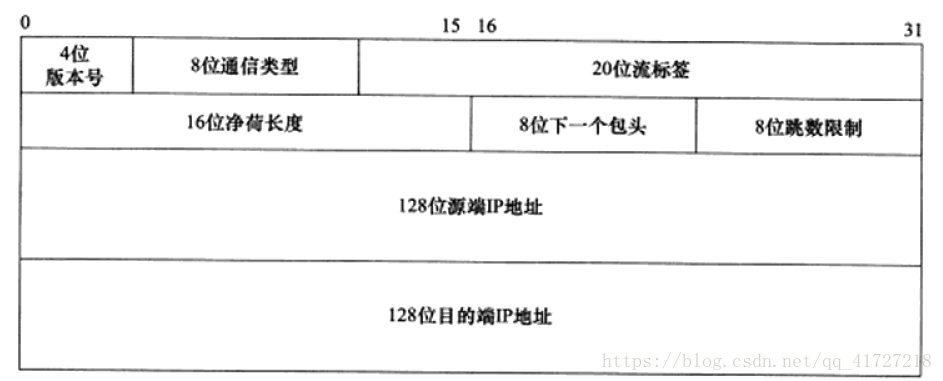 0 15 16 31
4位
版本号
8位通信类型
20位流标签
16位净荷长度
8位下一个包头
8位跳数限制
128位源端IP地址
128位目的端IP地址
https://blog.csdn.net/qq_41727218